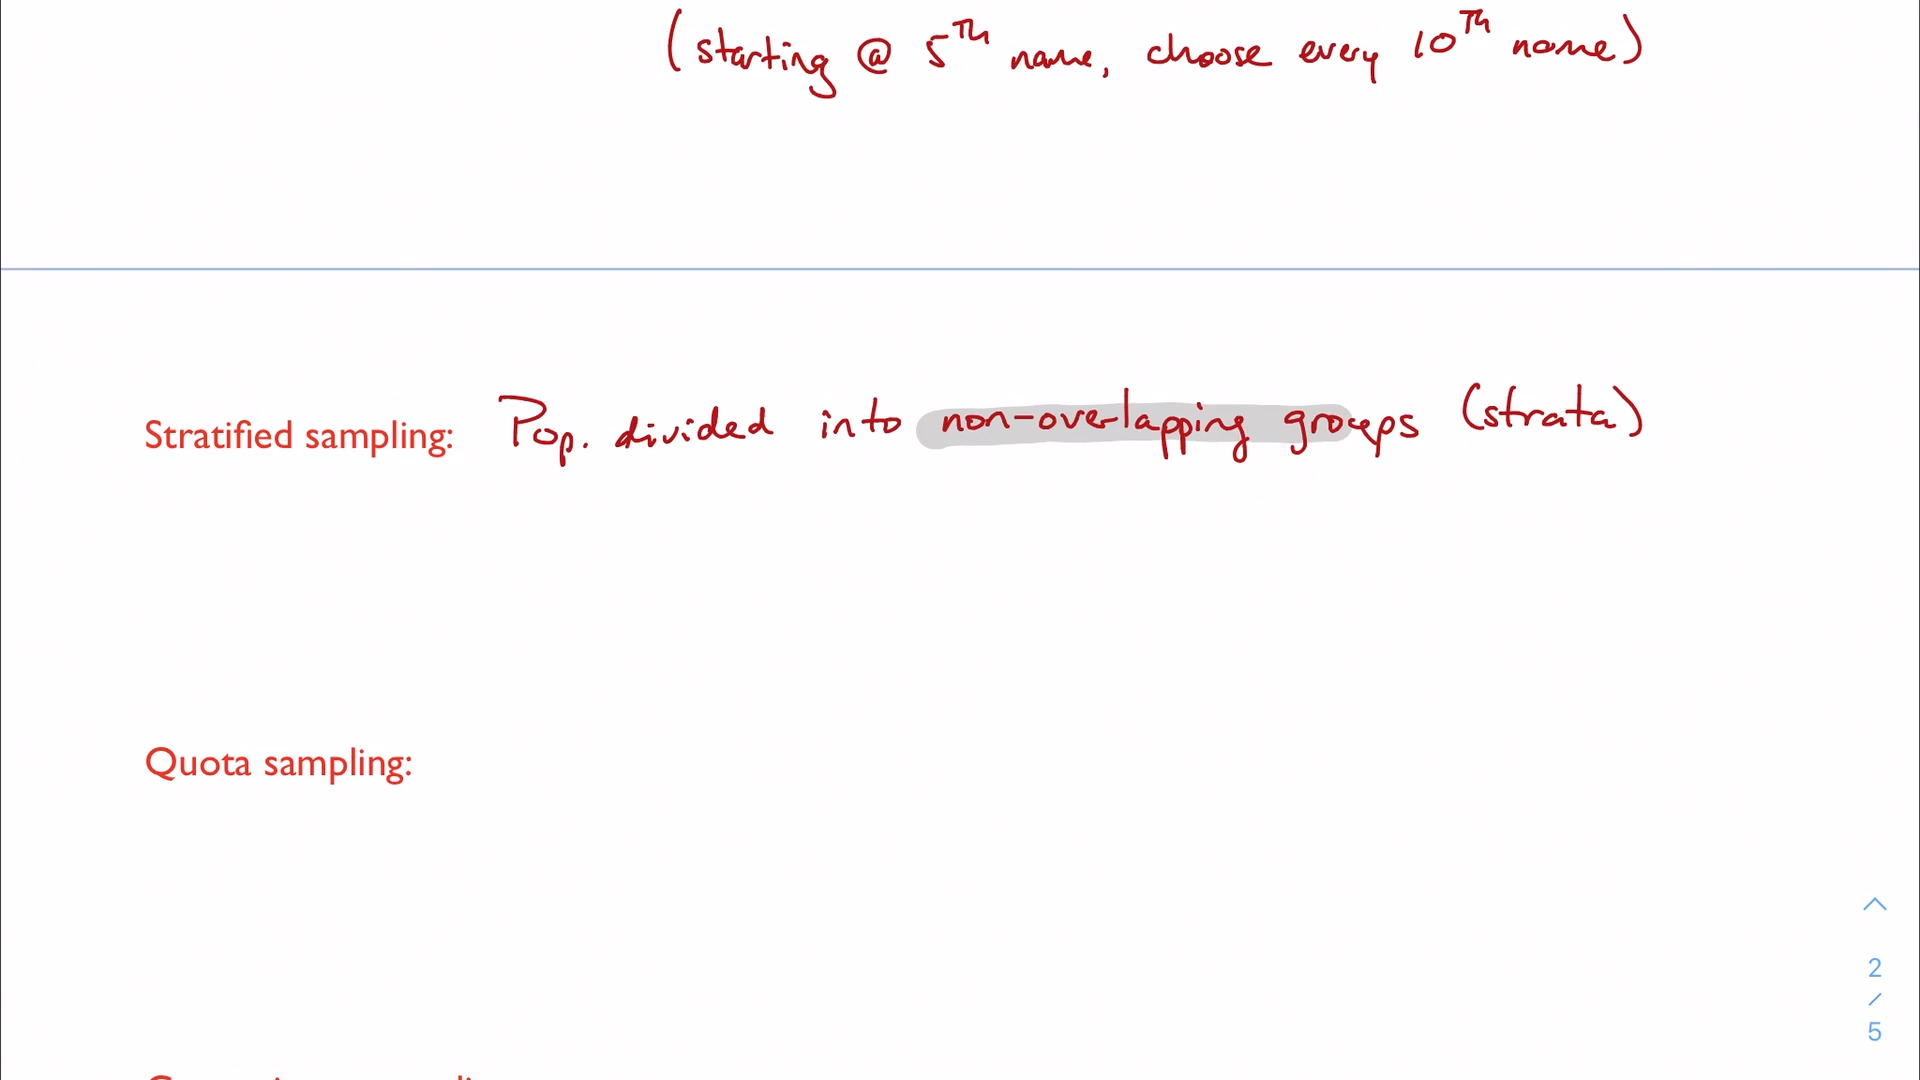 (starting @ 5Th name, choose every 10Th name)
Stratified sampling: Pop. divided into non-overlapping groups (strata)
Quota sampling:
2
/
5